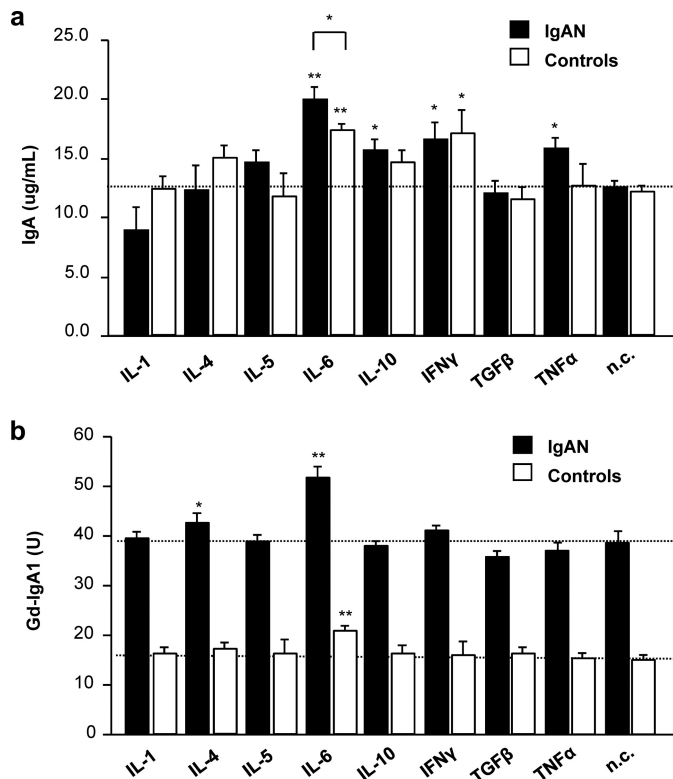 a
*
IgAN
Controls
25.0
20.0
15.0
10.0
5.0
0.0
IgA (ug/mL)
**
**
*
*
*
*
IL-1
IL-4
IL-5
IL-6
IL-10
IFNγ
TGFβ
TNFα
n.c.
b
IgAN
Controls
60
50
40
30
20
10
0
Gd-IgA1 (U)
*
**
**
IL-1
IL-4
IL-5
IL-6
IL-10
IFNγ
TGFβ
TNFα
n.c.